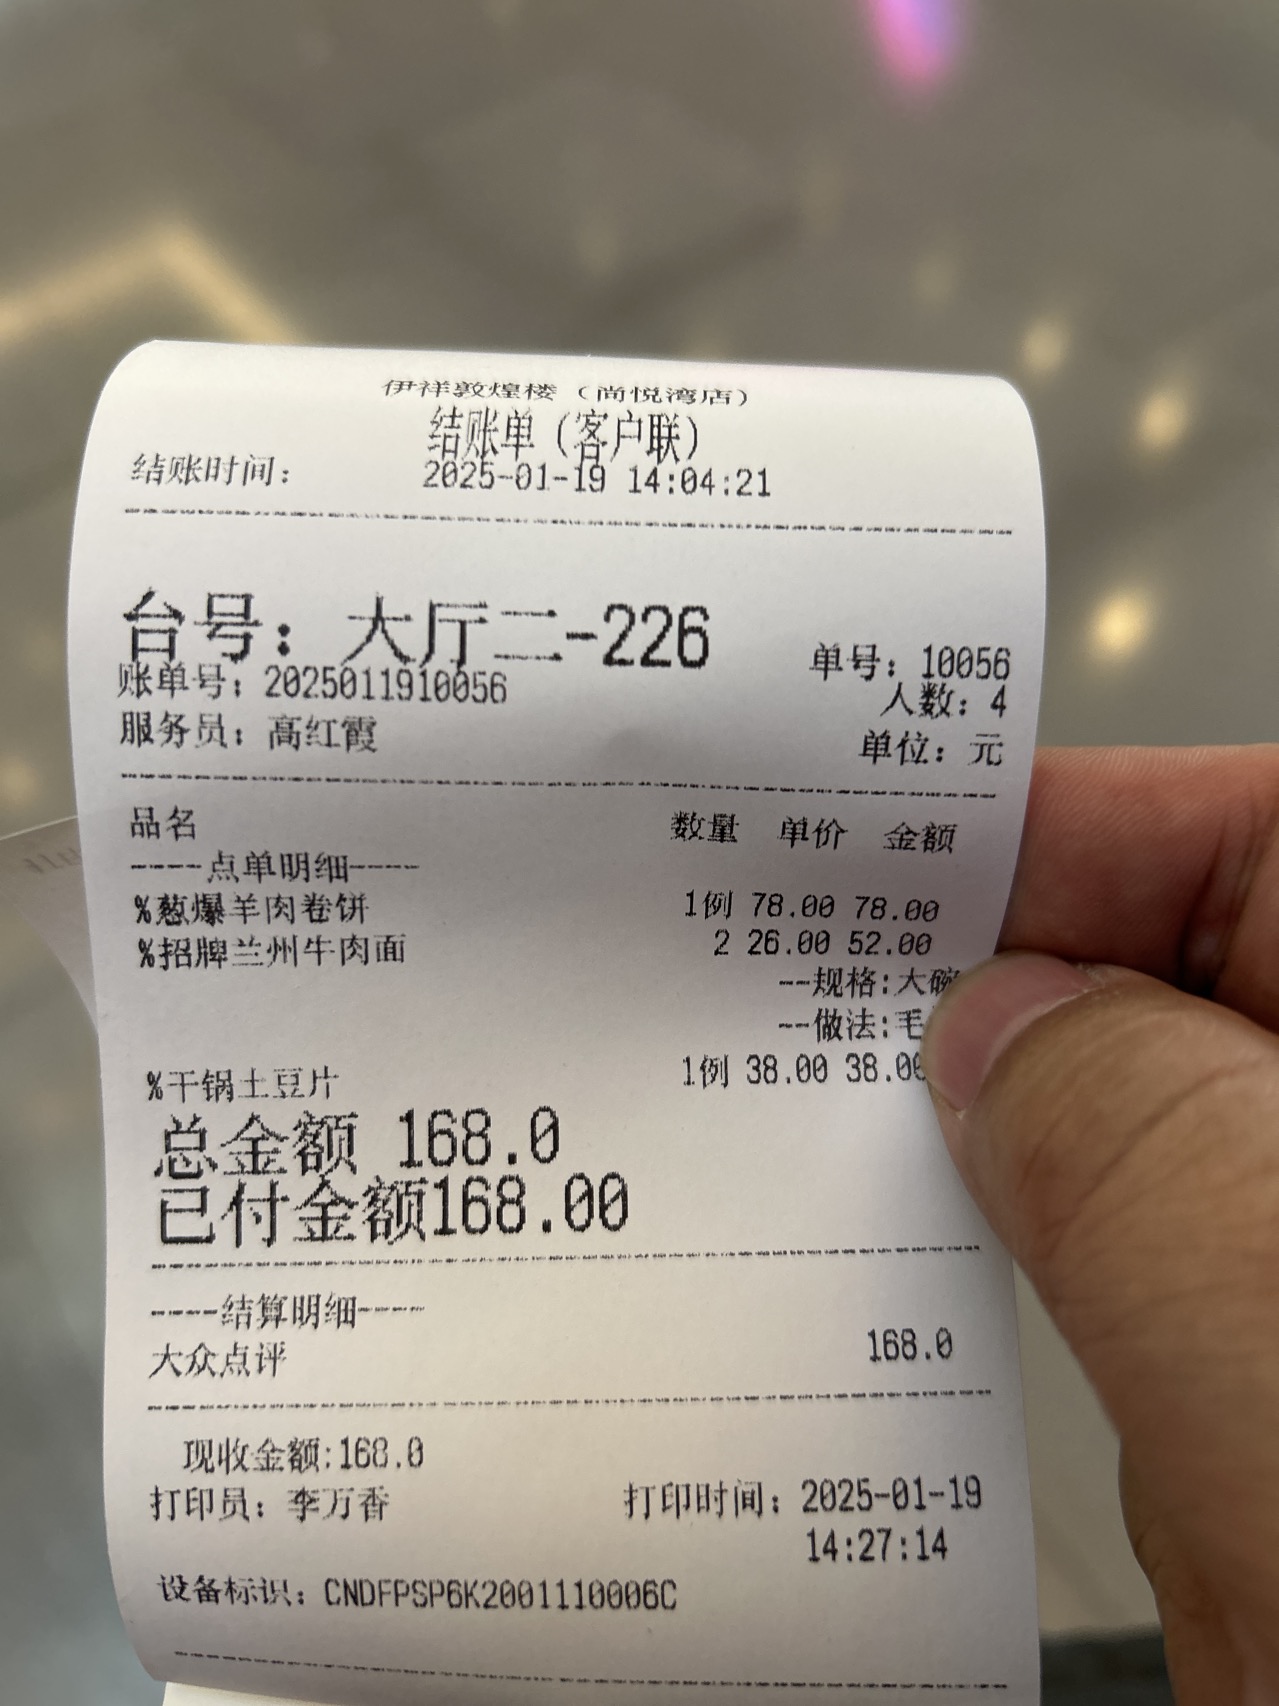 伊祥敦煌楼（尚悦湾店）
结账单（客户联）
结账时间： 2025-01-19 14:04:21
台号：大厅二-226
单号：10056
账单号：2025011910056
人数：4
服务员：高红霞
单位：元
品名 数量 单价 金额
----点单明细----
%葱爆羊肉卷饼 1例 78.00 78.00
%招牌兰州牛肉面 2 26.00 52.00
--规格:大碗
--做法:毛
%干锅土豆片 1例 38.00 38.00
总金额 168.0
已付金额168.00
----结算明细----
大众点评 168.0
现收金额:168.0
打印员：李万香 打印时间：2025-01-19
14:27:14
设备标识：CNDFPSP6K2001110006C